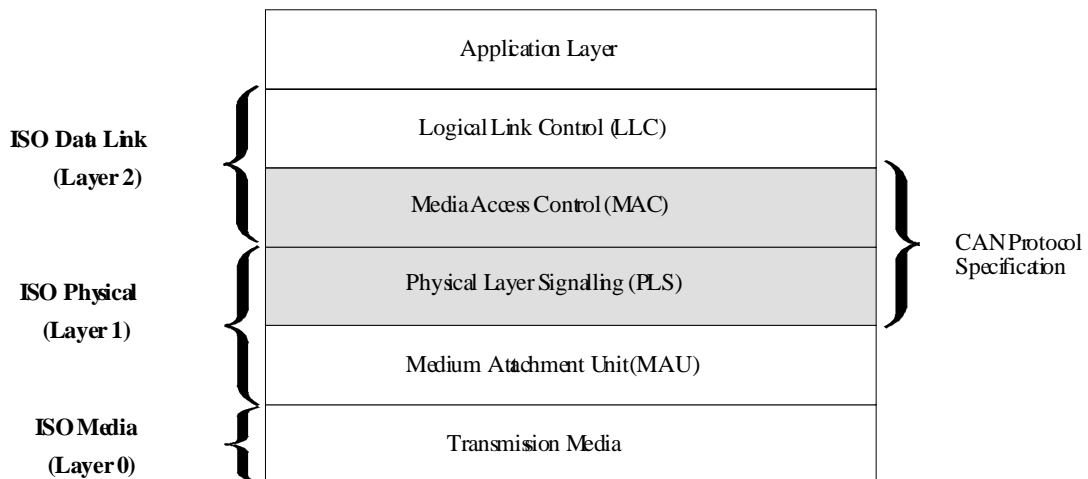 Application Layer
Logical Link Control (LLC)
ISO Data Link
(Layer 2)
Media Access Control (MAC)
CAN Protocol
Specification
Physical Layer Signalling (PLS)
ISO Physical
(Layer 1)
Medium Attachment Unit (MAU)
ISO Media
(Layer 0)
Transmission Media